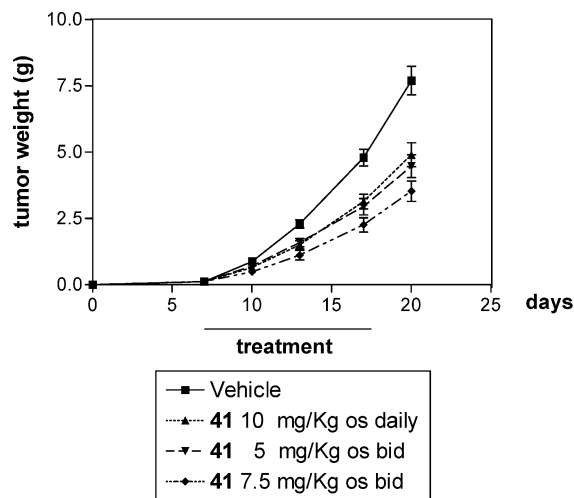 10.0
7.5
5.0
2.5
0.0
tumor weight (g)
0 5 10 15 20 25 days
treatment
Vehicle
41 10 mg/Kg os daily
41 5 mg/Kg os bid
41 7.5 mg/Kg os bid